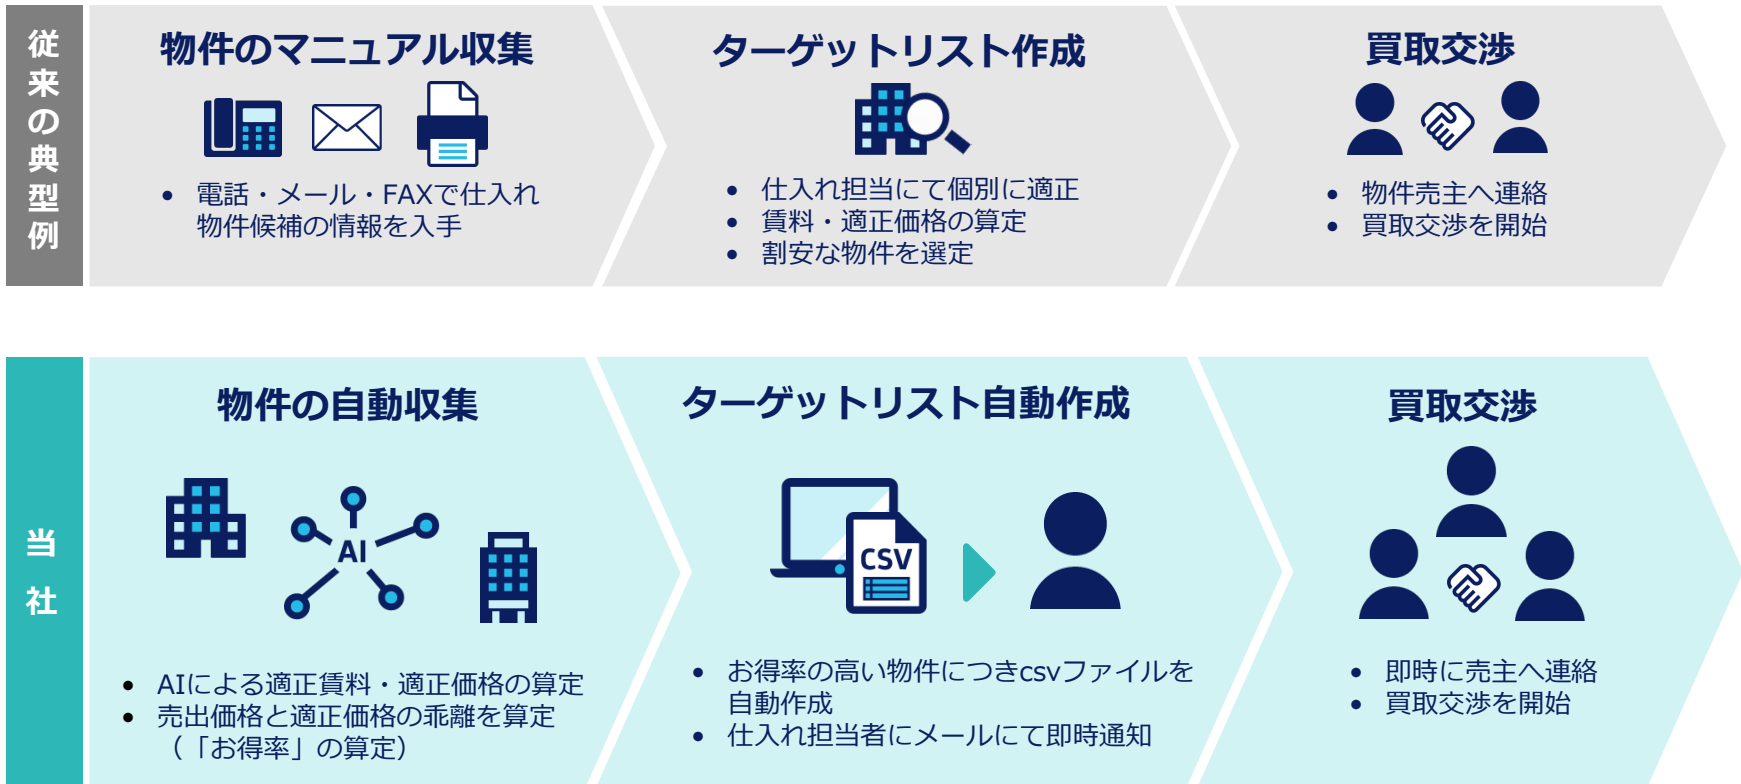 従来の典型例
物件のマニュアル収集
• 電話・メール・FAXで仕入れ
物件候補の情報を入手
ターゲットリスト作成
• 仕入れ担当にて個別に適正
• 賃料・適正価格の算定
• 割安な物件を選定
買取交渉
• 物件売主へ連絡
• 買取交渉を開始
当社
物件の自動収集
AI
• AIによる適正賃料・適正価格の算定
• 売出価格と適正価格の乖離を算定
（「お得率」の算定）
ターゲットリスト自動作成
CSV
• お得率の高い物件につきcsvファイルを
自動作成
• 仕入れ担当者にメールにて即時通知
買取交渉
• 即時に売主へ連絡
• 買取交渉を開始